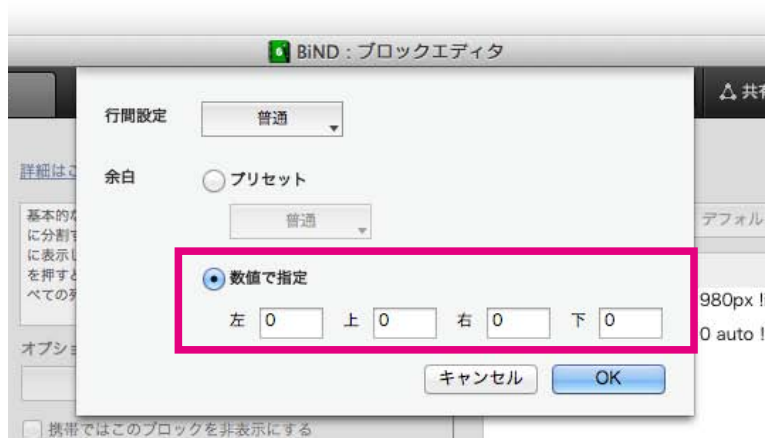 BiND : ブロックエディタ
共有
行間設定 普通
詳細はこ
余白 プリセット
普通
基本的な
に分割す
に表示し
を押すと
べての列
デフォル
数値で指定
左 0 上 0 右 0 下 0
980px !
0 auto !
オプショ
キャンセル OK
携帯ではこのブロックを非表示にする